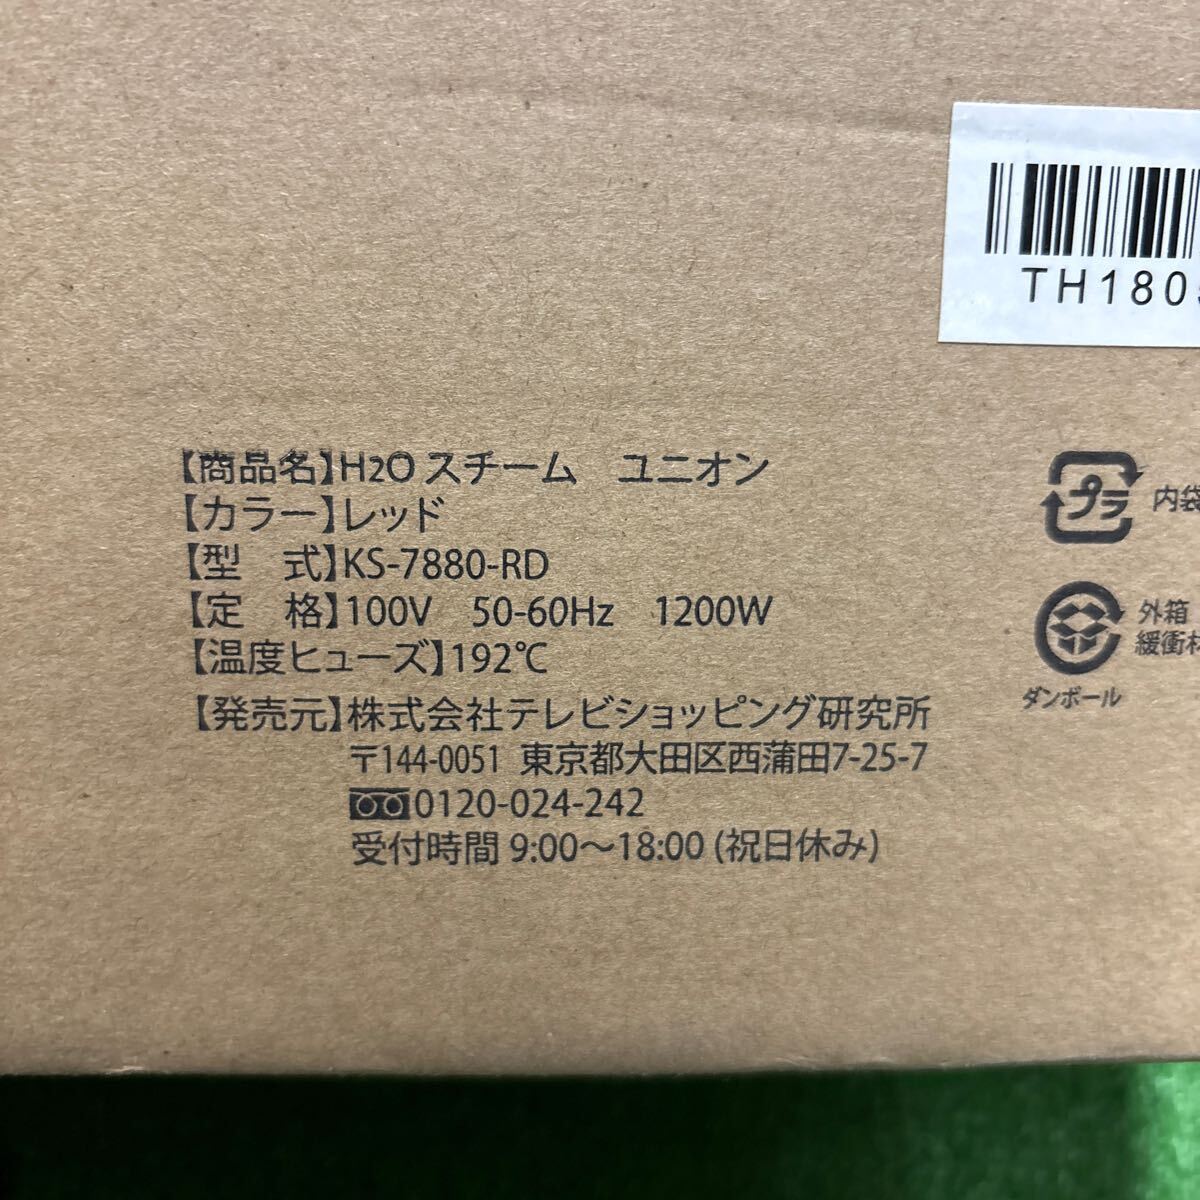 TH180
【商品名】H2O スチーム　ユニオン
【カラー】レッド
【型　式】KS-7880-RD
【定　格】100V　50-60Hz　1200W
【温度ヒューズ】192℃
【発売元】株式会社テレビショッピング研究所
〒144-0051 東京都大田区西蒲田7-25-7
0120-024-242
受付時間 9:00～18:00 (祝日休み)
プラ
内袋
外箱
緩衝材
ダンボール